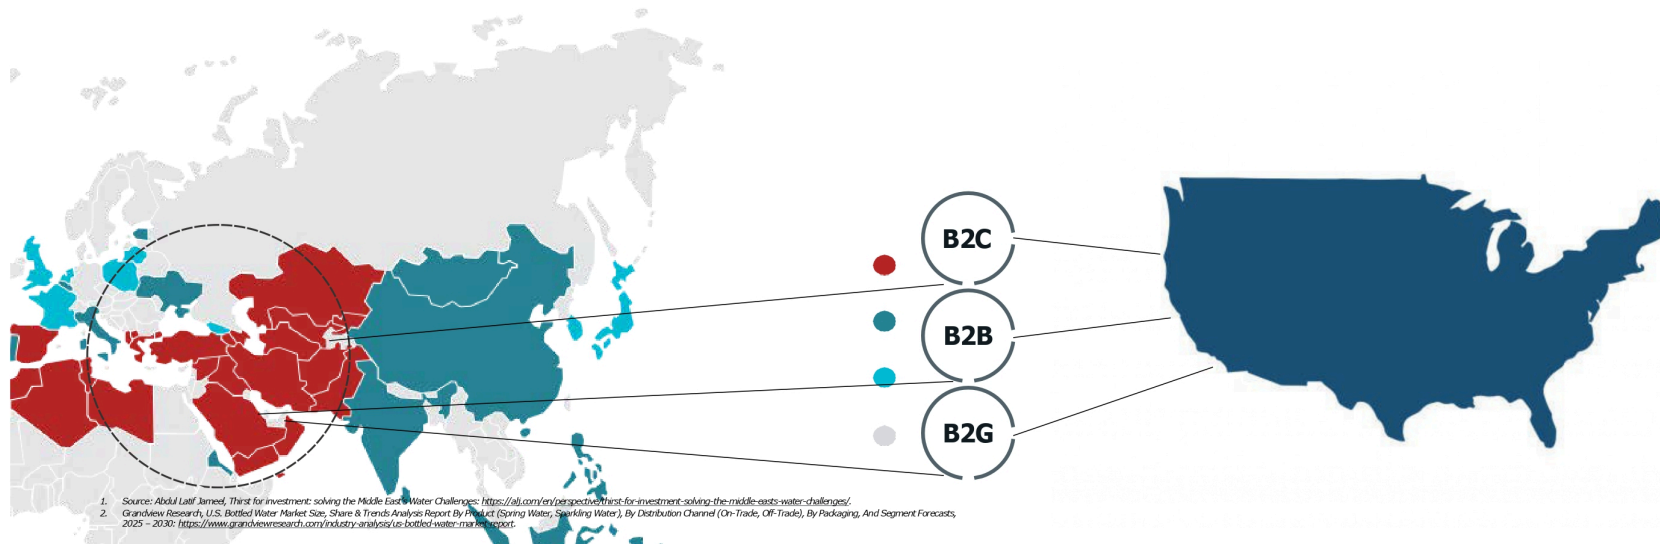 B2C
B2B
B2G
1. Source: Abdul Latif Jameel, Thirst for investment: solving the Middle East's Water Challenges: https://alj.com/en/perspective/thirst-for-investment-solving-the-middle-easts-water-challenges/.
2. Grandview Research, U.S. Bottled Water Market Size, Share & Trends Analysis Report By Product (Spring Water, Sparkling Water), By Distribution Channel (On-Trade, Off-Trade), By Packaging, And Segment Forecasts,
2025 – 2030: https://www.grandviewresearch.com/industry-analysis/us-bottled-water-market-report.